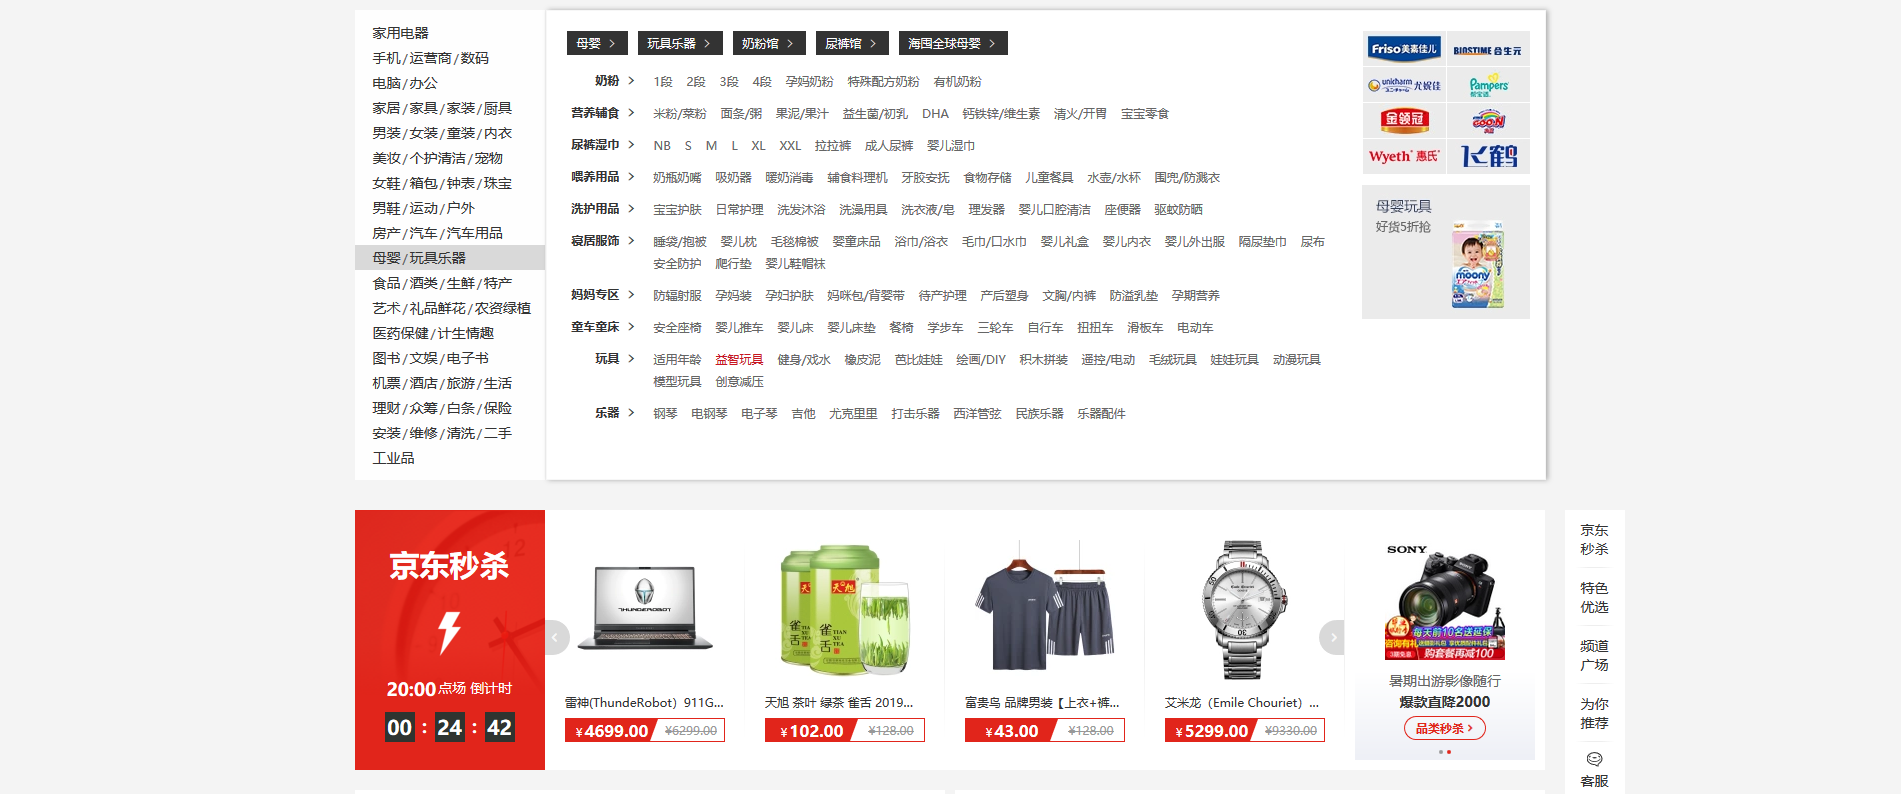 家用电器
手机/运营商/数码
电脑/办公
家居/家具/家装/厨具
男装/女装/童装/内衣
美妆/个护清洁/宠物
女鞋/箱包/钟表/珠宝
男鞋/运动/户外
房产/汽车/汽车用品
母婴/玩具乐器
食品/酒类/生鲜/特产
艺术/礼品鲜花/农资绿植
医药保健/计生情趣
图书/文娱/电子书
机票/酒店/旅游/生活
理财/众筹/白条/保险
安装/维修/清洗/二手
工业品
母婴 > 玩具乐器 > 奶粉馆 > 尿裤馆 > 海囤全球母婴 >
奶粉 > 1段 2段 3段 4段 孕妈奶粉 特殊配方奶粉 有机奶粉
营养辅食 > 米粉/菜粉 面条/粥 果泥/果汁 益生菌/初乳 DHA 钙铁锌/维生素 清火/开胃 宝宝零食
尿裤湿巾 > NB S M L XL XXL 拉拉裤 成人尿裤 婴儿湿巾
喂养用品 > 奶瓶奶嘴 吸奶器 暖奶消毒 辅食料理机 牙胶安抚 食物存储 儿童餐具 水壶/水杯 围兜/防溅衣
洗护用品 > 宝宝护肤 日常护理 洗发沐浴 洗澡用具 洗衣液/皂 理发器 婴儿口腔清洁 座便器 驱蚊防晒
寝居服饰 > 睡袋/抱被 婴儿枕 毛毯棉被 婴童床品 浴巾/浴衣 毛巾/口水巾 婴儿礼盒 婴儿内衣 婴儿外出服 隔尿垫巾 尿布
安全防护 爬行垫 婴儿鞋帽袜
妈妈专区 > 防辐射服 孕妈装 孕妇护肤 妈咪包/背婴带 待产护理 产后塑身 文胸/内裤 防溢乳垫 孕期营养
童车童床 > 安全座椅 婴儿推车 婴儿床 婴儿床垫 餐椅 学步车 三轮车 自行车 扭扭车 滑板车 电动车
玩具 > 适用年龄 益智玩具 健身/戏水 橡皮泥 芭比娃娃 绘画/DIY 积木拼装 遥控/电动 毛绒玩具 娃娃玩具 动漫玩具
模型玩具 创意减压
乐器 > 钢琴 电钢琴 电子琴 吉他 尤克里里 打击乐器 西洋管弦 民族乐器 乐器配件
Friso美素佳儿 BIOSTIME 合生元
unicharm 尤妮佳 Pampers 帮宝适
金领冠 GOO.N
Wyeth 惠氏 飞鹤
母婴玩具
好货5折抢
moony
京东秒杀
20:00点场 倒计时
00 : 24 : 42
THUNDEROBOT
雷神(ThundeRobot) 911G...
¥4699.00 ¥6299.00
天旭
雀舌
TIAN XU TEA
天旭 茶叶 绿茶 雀舌 2019...
¥102.00 ¥128.00
富贵鸟 品牌男装【上衣+裤...
¥43.00 ¥128.00
艾米龙（Emile Chouriet）...
¥5299.00 ¥9330.00
SONY
每天前10名送延保
咨询有礼
购套餐再减100
暑期出游影像随行
爆款直降2000
品类秒杀 >
京东
秒杀
特色
优选
频道
广场
为你
推荐
客服